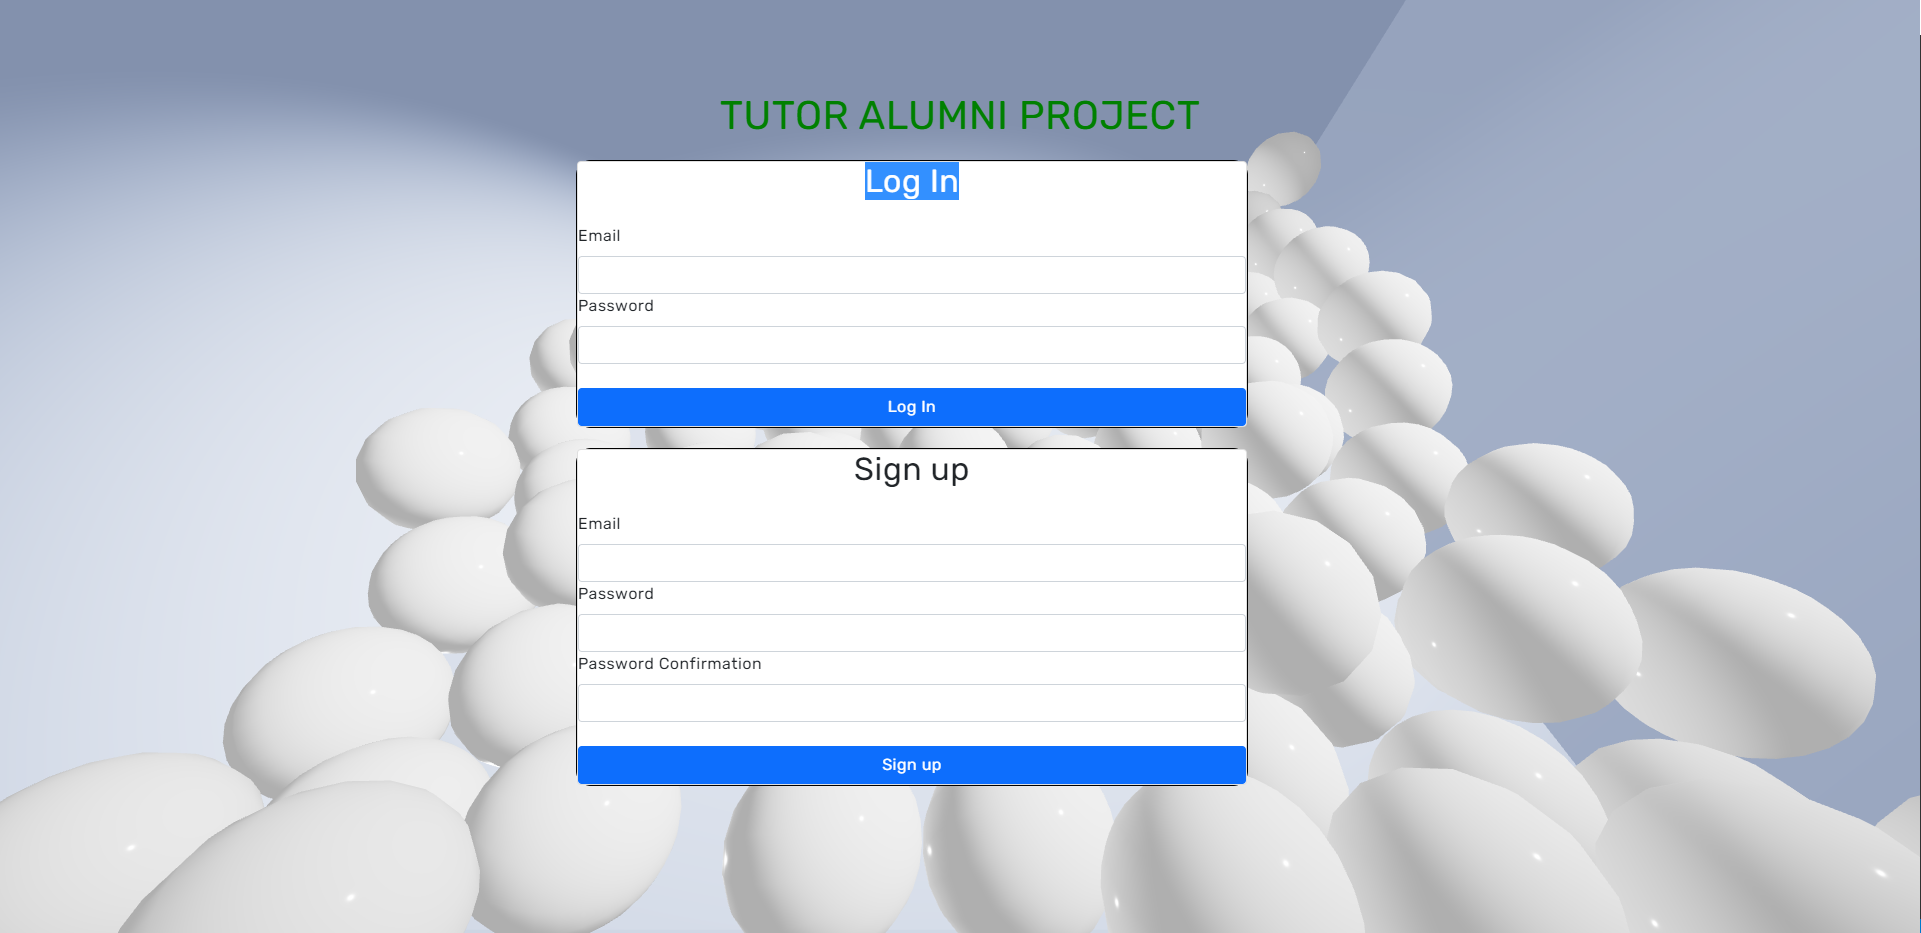 TUTOR ALUMNI PROJECT
Log In
Email
Password
Log In
Sign up
Email
Password
Password Confirmation
Sign up